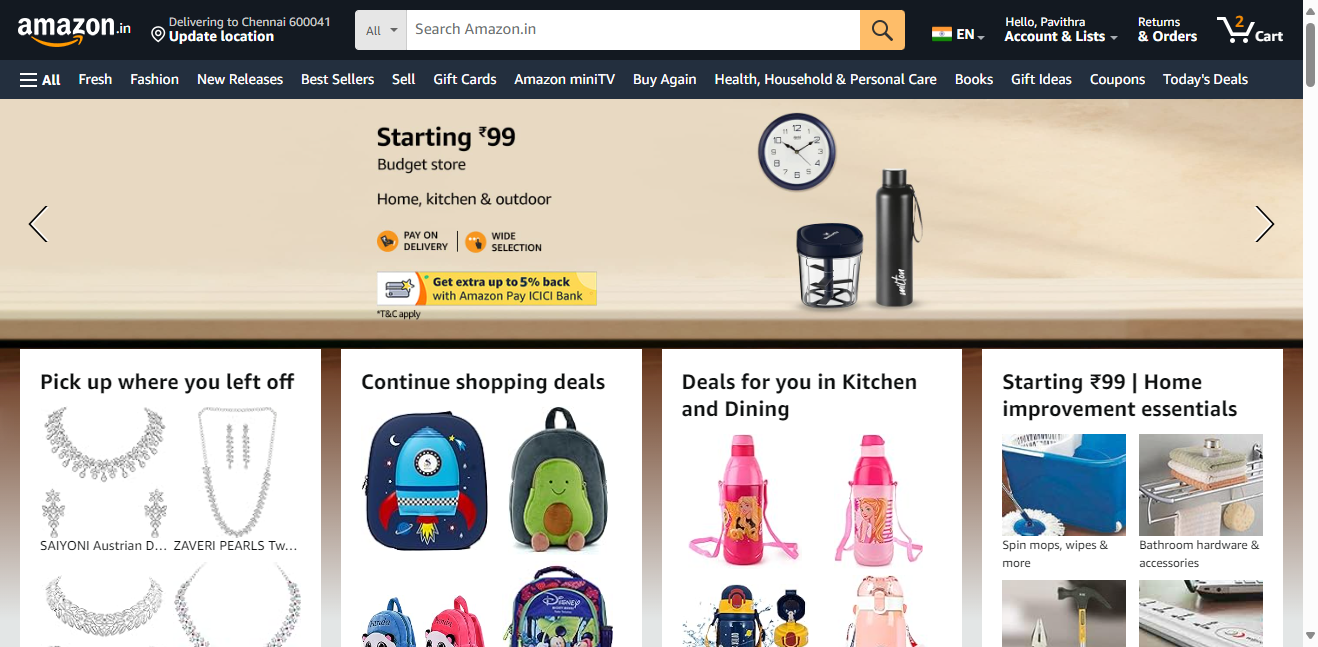 amazon.in
Delivering to Chennai 600041
Update location
All
Search Amazon.in
EN
Hello, Pavithra
Account & Lists
Returns
& Orders
2
Cart
All Fresh Fashion New Releases Best Sellers Sell Gift Cards Amazon miniTV Buy Again Health, Household & Personal Care Books Gift Ideas Coupons Today's Deals
Starting ₹99
Budget store
Home, kitchen & outdoor
PAY ON
DELIVERY
WIDE
SELECTION
Get extra up to 5% back
with Amazon Pay ICICI Bank
*T&C apply
milton
Pick up where you left off
SAIYONI Austrian D... ZAVERI PEARLS Tw...
Continue shopping deals
Disney
Deals for you in Kitchen
and Dining
Starting ₹99 | Home
improvement essentials
Spin mops, wipes &
more
Bathroom hardware &
accessories